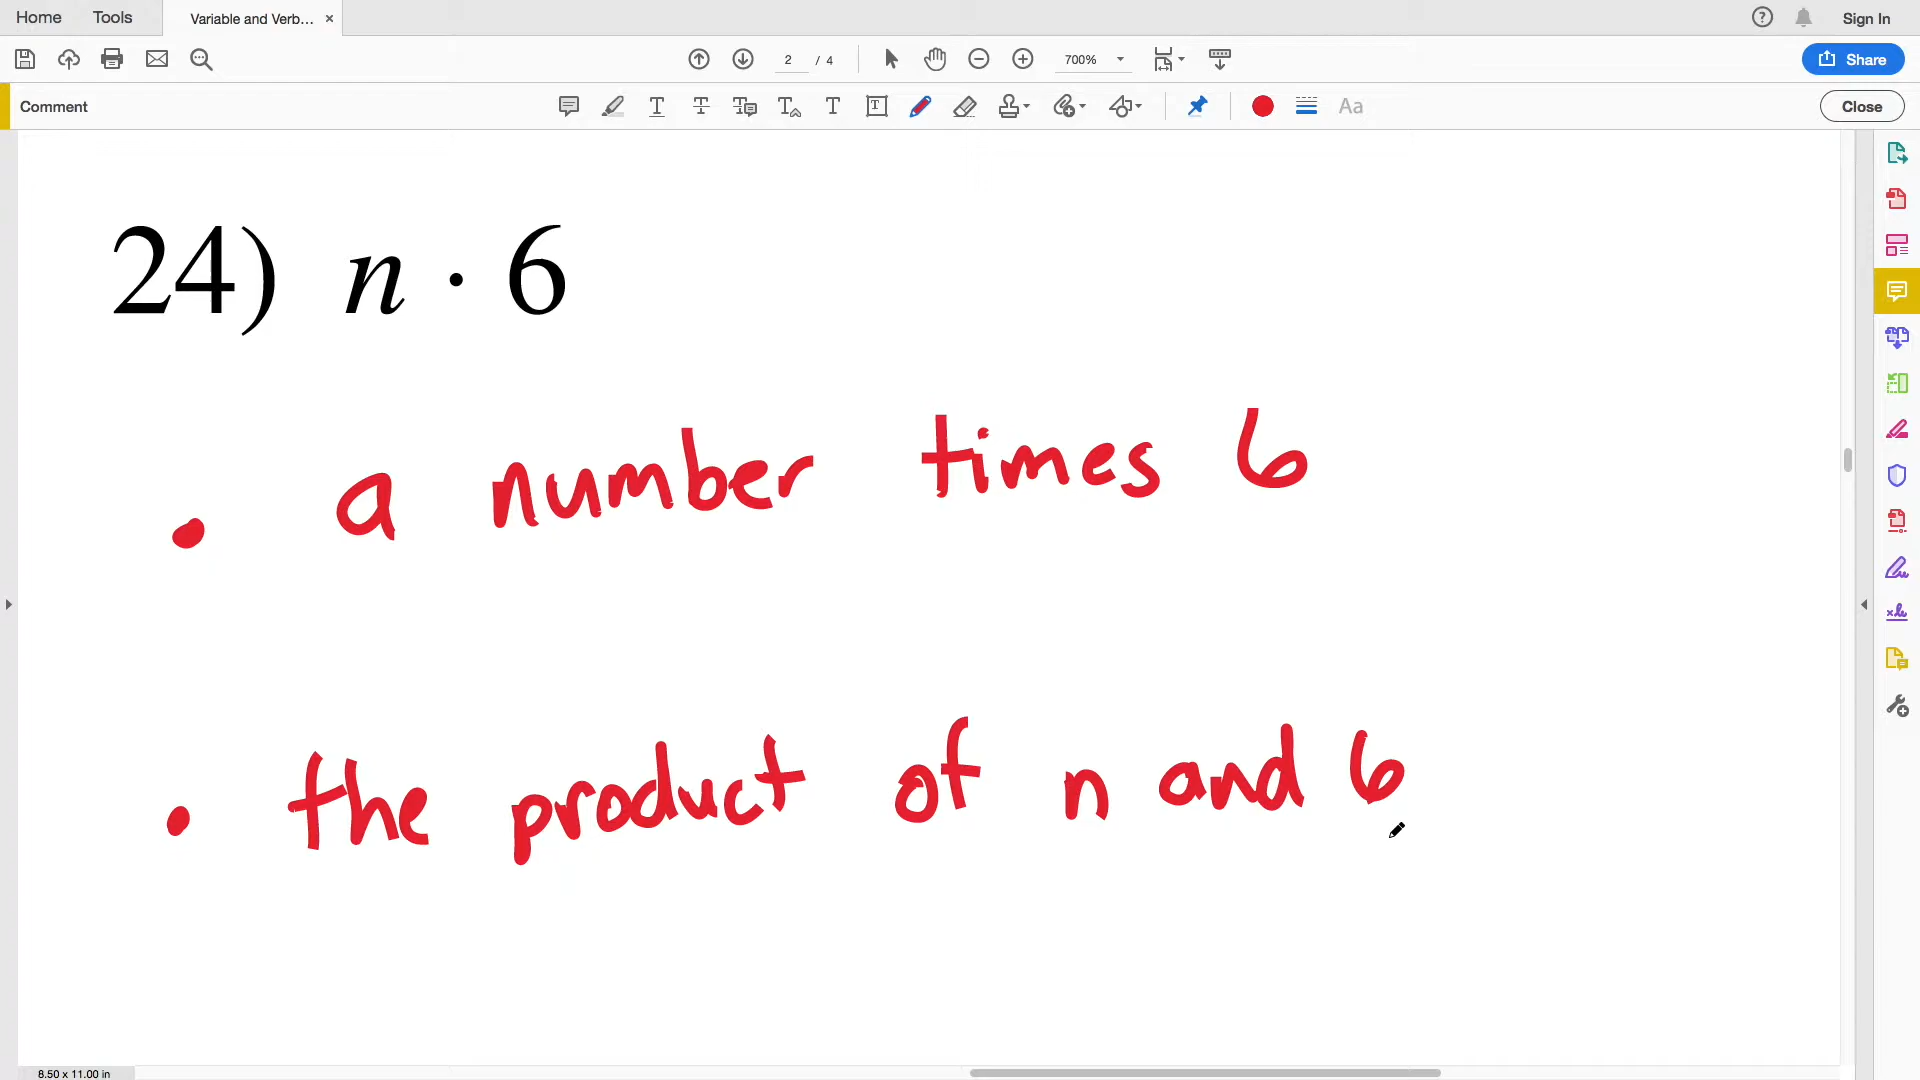 Home Tools Variable and Verb... × Sign In
2 / 4 700% Share
Comment Aa Close
24) n · 6
• a number times 6
• the product of n and 6
8.50 x 11.00 in